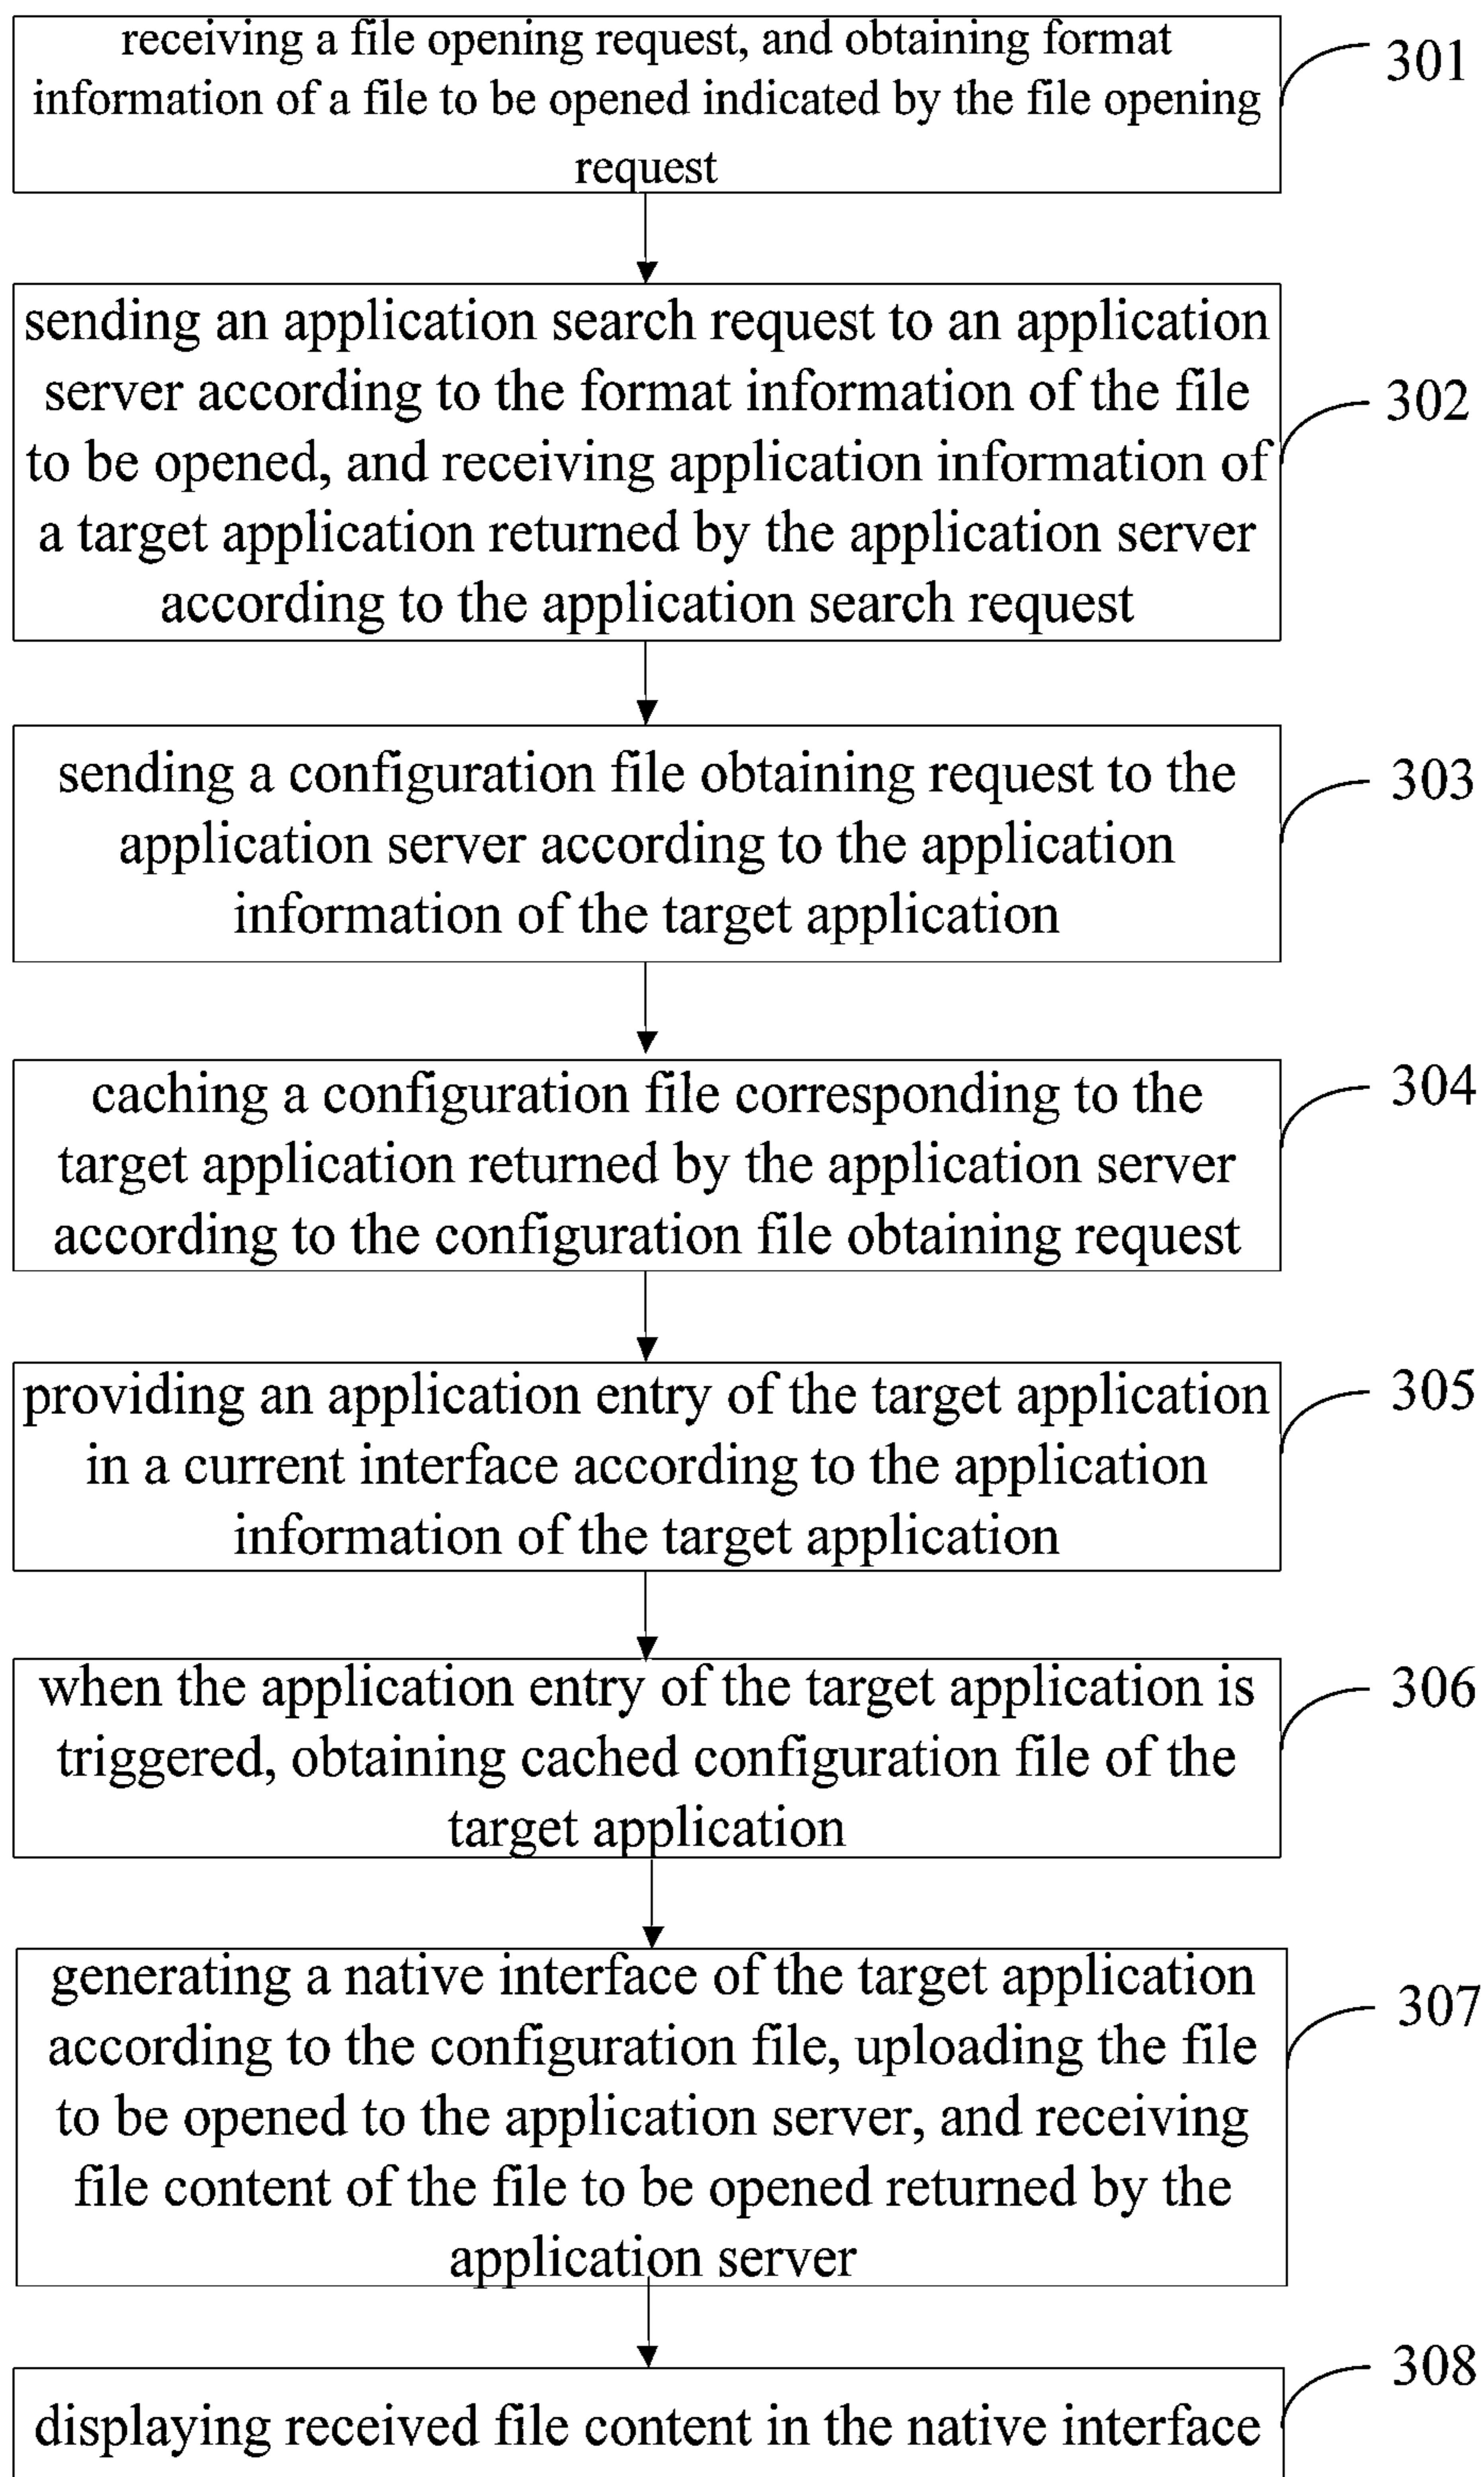 receiving a file opening request, and obtaining format
information of a file to be opened indicated by the file opening
request
301
sending an application search request to an application
server according to the format information of the file
to be opened, and receiving application information of
a target application returned by the application server
according to the application search request
302
sending a configuration file obtaining request to the
application server according to the application
information of the target application
303
caching a configuration file corresponding to the
target application returned by the application server
according to the configuration file obtaining request
304
providing an application entry of the target application
in a current interface according to the application
information of the target application
305
when the application entry of the target application is
triggered, obtaining cached configuration file of the
target application
306
generating a native interface of the target application
according to the configuration file, uploading the file
to be opened to the application server, and receiving
file content of the file to be opened returned by the
application server
307
displaying received file content in the native interface
308